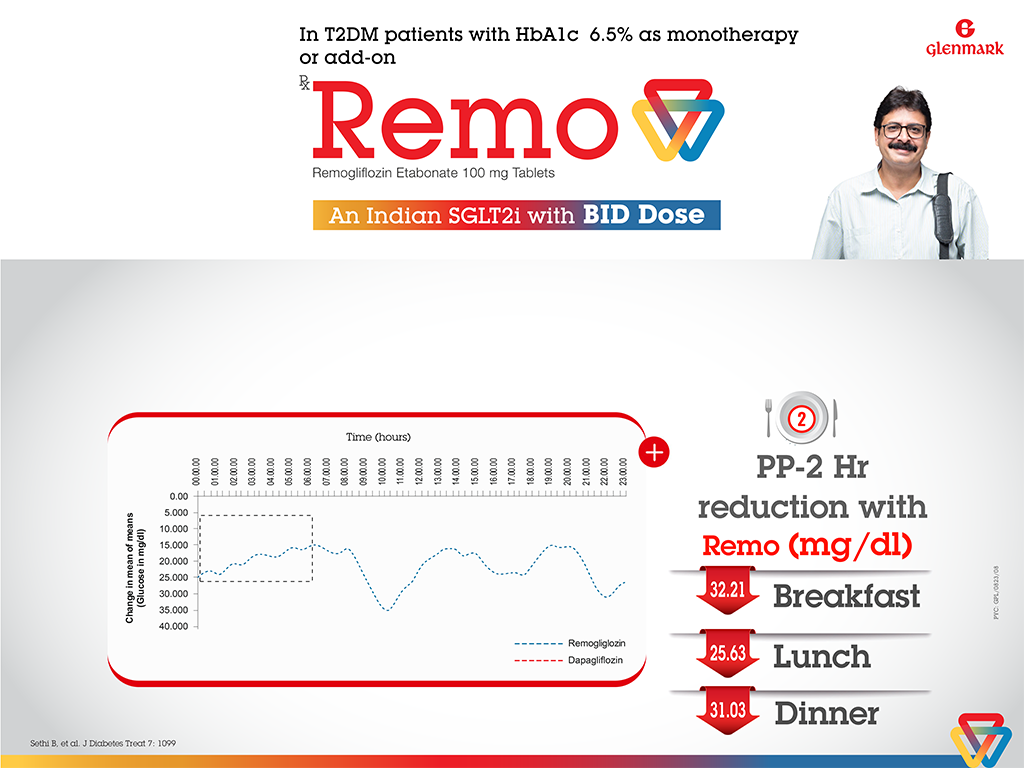 In T2DM patients with HbA1c 6.5% as monotherapy
or add-on
Glenmark
Rx
Remo
Remogliflozin Etabonate 100 mg Tablets
An Indian SGLT2i with BID Dose
Time (hours)
00.00.00
01.00.00
02.00.00
03.00.00
04.00.00
05.00.00
06.00.00
07.00.00
08.00.00
09.00.00
10.00.00
11.00.00
12.00.00
13.00.00
14.00.00
15.00.00
16.00.00
17.00.00
18.00.00
19.00.00
20.00.00
21.00.00
22.00.00
23.00.00
Change in mean of means
(Glucose in mg/dl)
0.00
5.000
10.000
15.000
20.000
25.000
30.000
35.000
40.000
Remogliglozin
Dapagliflozin
+
2
PP-2 Hr
reduction with
Remo (mg/dl)
32.21 Breakfast
25.63 Lunch
31.03 Dinner
Sethi B, et al. J Diabetes Treat 7: 1099